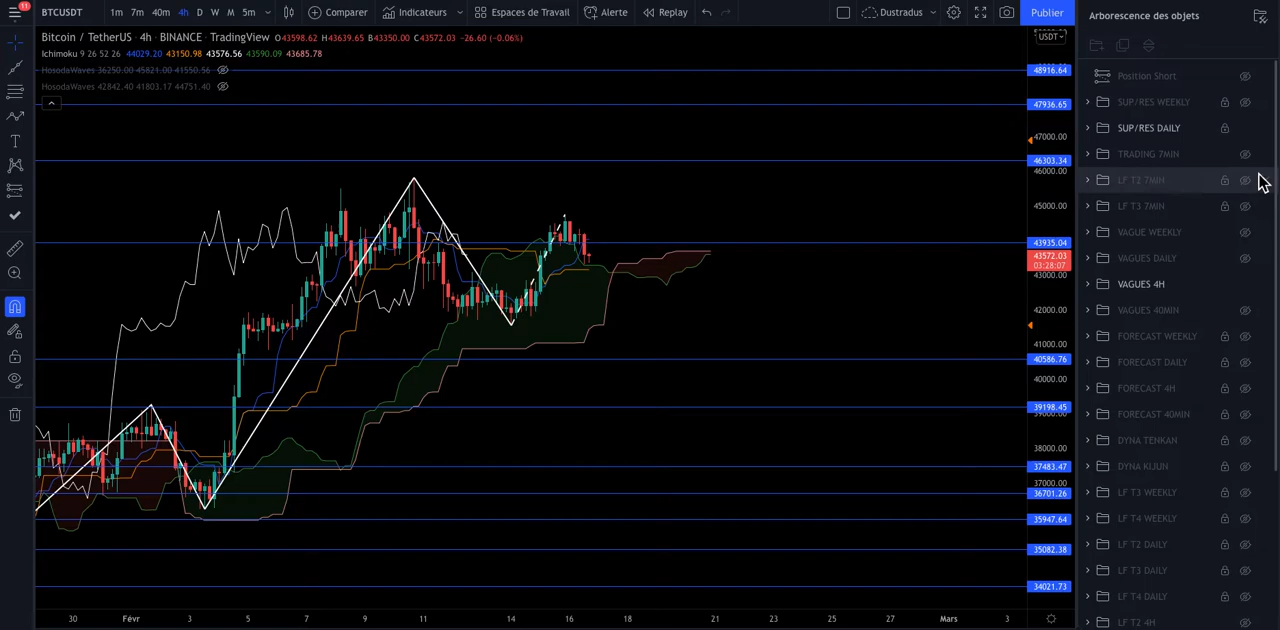 11
BTCUSDT 1m 7m 40m 4h D W M 5m Comparer Indicateurs Espaces de Travail Alerte Replay Dustradus Publier
Bitcoin / TetherUS · 4h · BINANCE · TradingView O43598.62 H43639.65 B43350.00 C43572.03 -26.60 (-0.06%)
Ichimoku 9 26 52 26 44029.20 43150.98 43576.56 43590.09 43685.78
HosodaWaves 36250.00 45821.00 41550.56
HosodaWaves 42842.40 41803.17 44751.40
USDT
48916.64
47936.65
47000.00
46303.34
46000.00
45000.00
43935.04
43572.03
03:28:07
43000.00
42000.00
41000.00
40586.76
40000.00
39198.45
38000.00
37483.47
37000.00
36701.26
35947.64
35082.38
34021.73
30 Févr 3 5 7 9 11 14 16 18 21 23 25 27 Mars 3
Arborescence des objets
Position Short
SUP/RES WEEKLY
SUP/RES DAILY
TRADING 7MIN
LF T2 7MIN
LF T3 7MIN
VAGUE WEEKLY
VAGUES DAILY
VAGUES 4H
VAGUES 40MIN
FORECAST WEEKLY
FORECAST DAILY
FORECAST 4H
FORECAST 40MIN
DYNA TENKAN
DYNA KIJUN
LF T3 WEEKLY
LF T4 WEEKLY
LF T2 DAILY
LF T3 DAILY
LF T4 DAILY
LF T2 4H